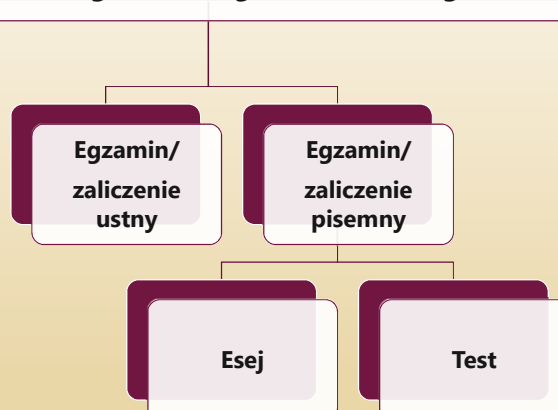 Egzamin/
zaliczenie
ustny
Egzamin/
zaliczenie
pisemny
Esej
Test